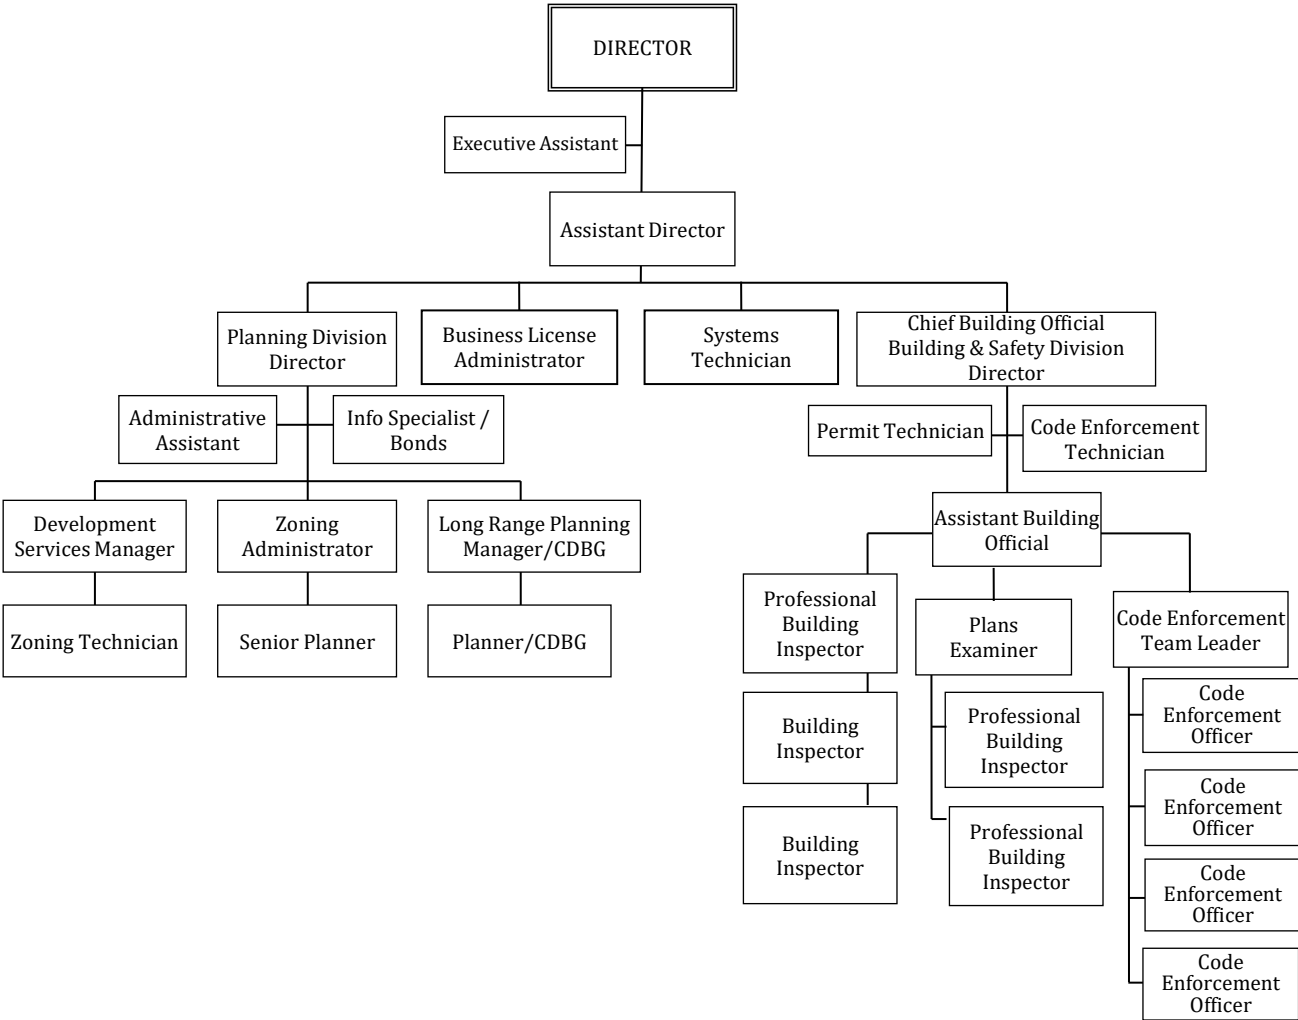 DIRECTOR
Executive Assistant
Assistant Director
Planning Division
Director
Business License
Administrator
Systems
Technician
Chief Building Official
Building & Safety Division
Director
Administrative
Assistant
Info Specialist /
Bonds
Permit Technician
Code Enforcement
Technician
Development
Services Manager
Zoning
Administrator
Long Range Planning
Manager/CDBG
Assistant Building
Official
Zoning Technician
Senior Planner
Planner/CDBG
Professional
Building
Inspector
Plans
Examiner
Code Enforcement
Team Leader
Building
Inspector
Professional
Building
Inspector
Code
Enforcement
Officer
Building
Inspector
Professional
Building
Inspector
Code
Enforcement
Officer
Code
Enforcement
Officer
Code
Enforcement
Officer